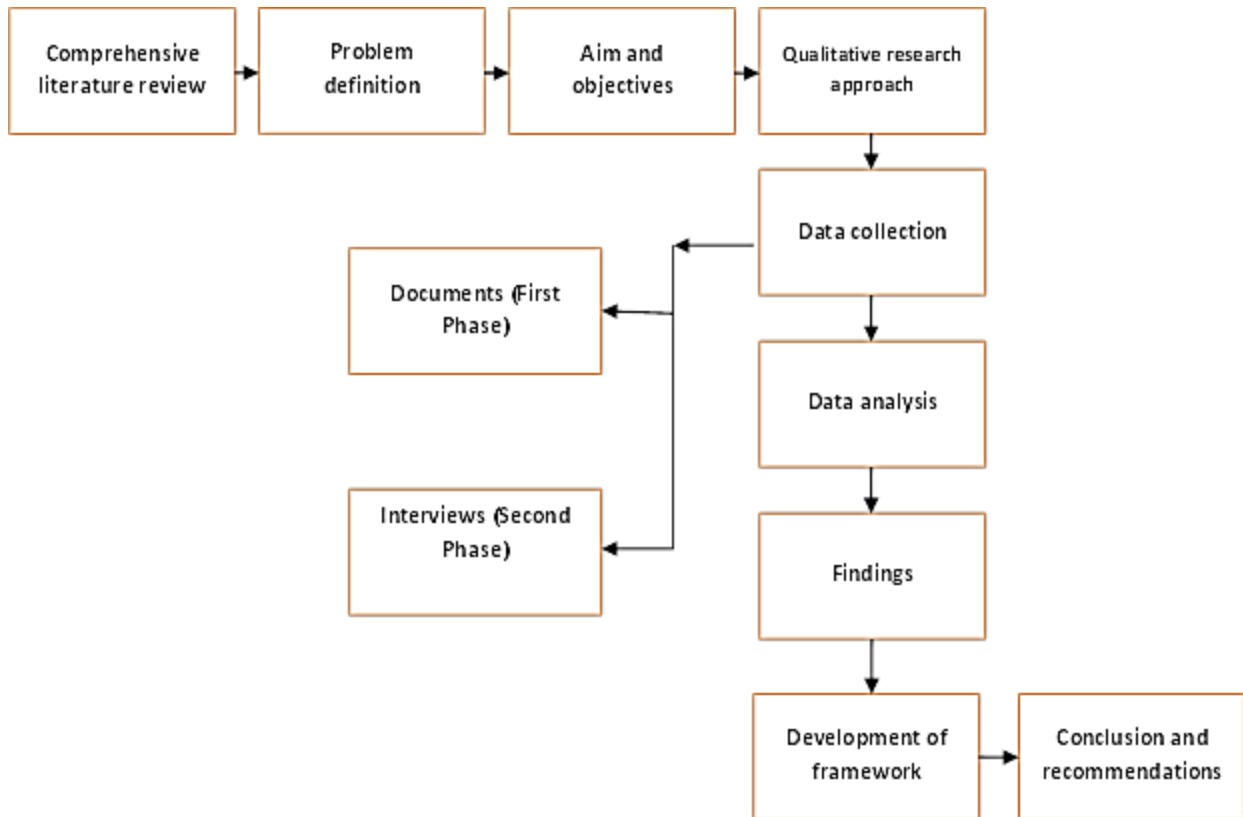 Comprehensive
literature review
Problem
definition
Aim and
objectives
Qualitative research
approach
Data collection
Documents (First
Phase)
Data analysis
Interviews (Second
Phase)
Findings
Development of
framework
Conclusion and
recommendations